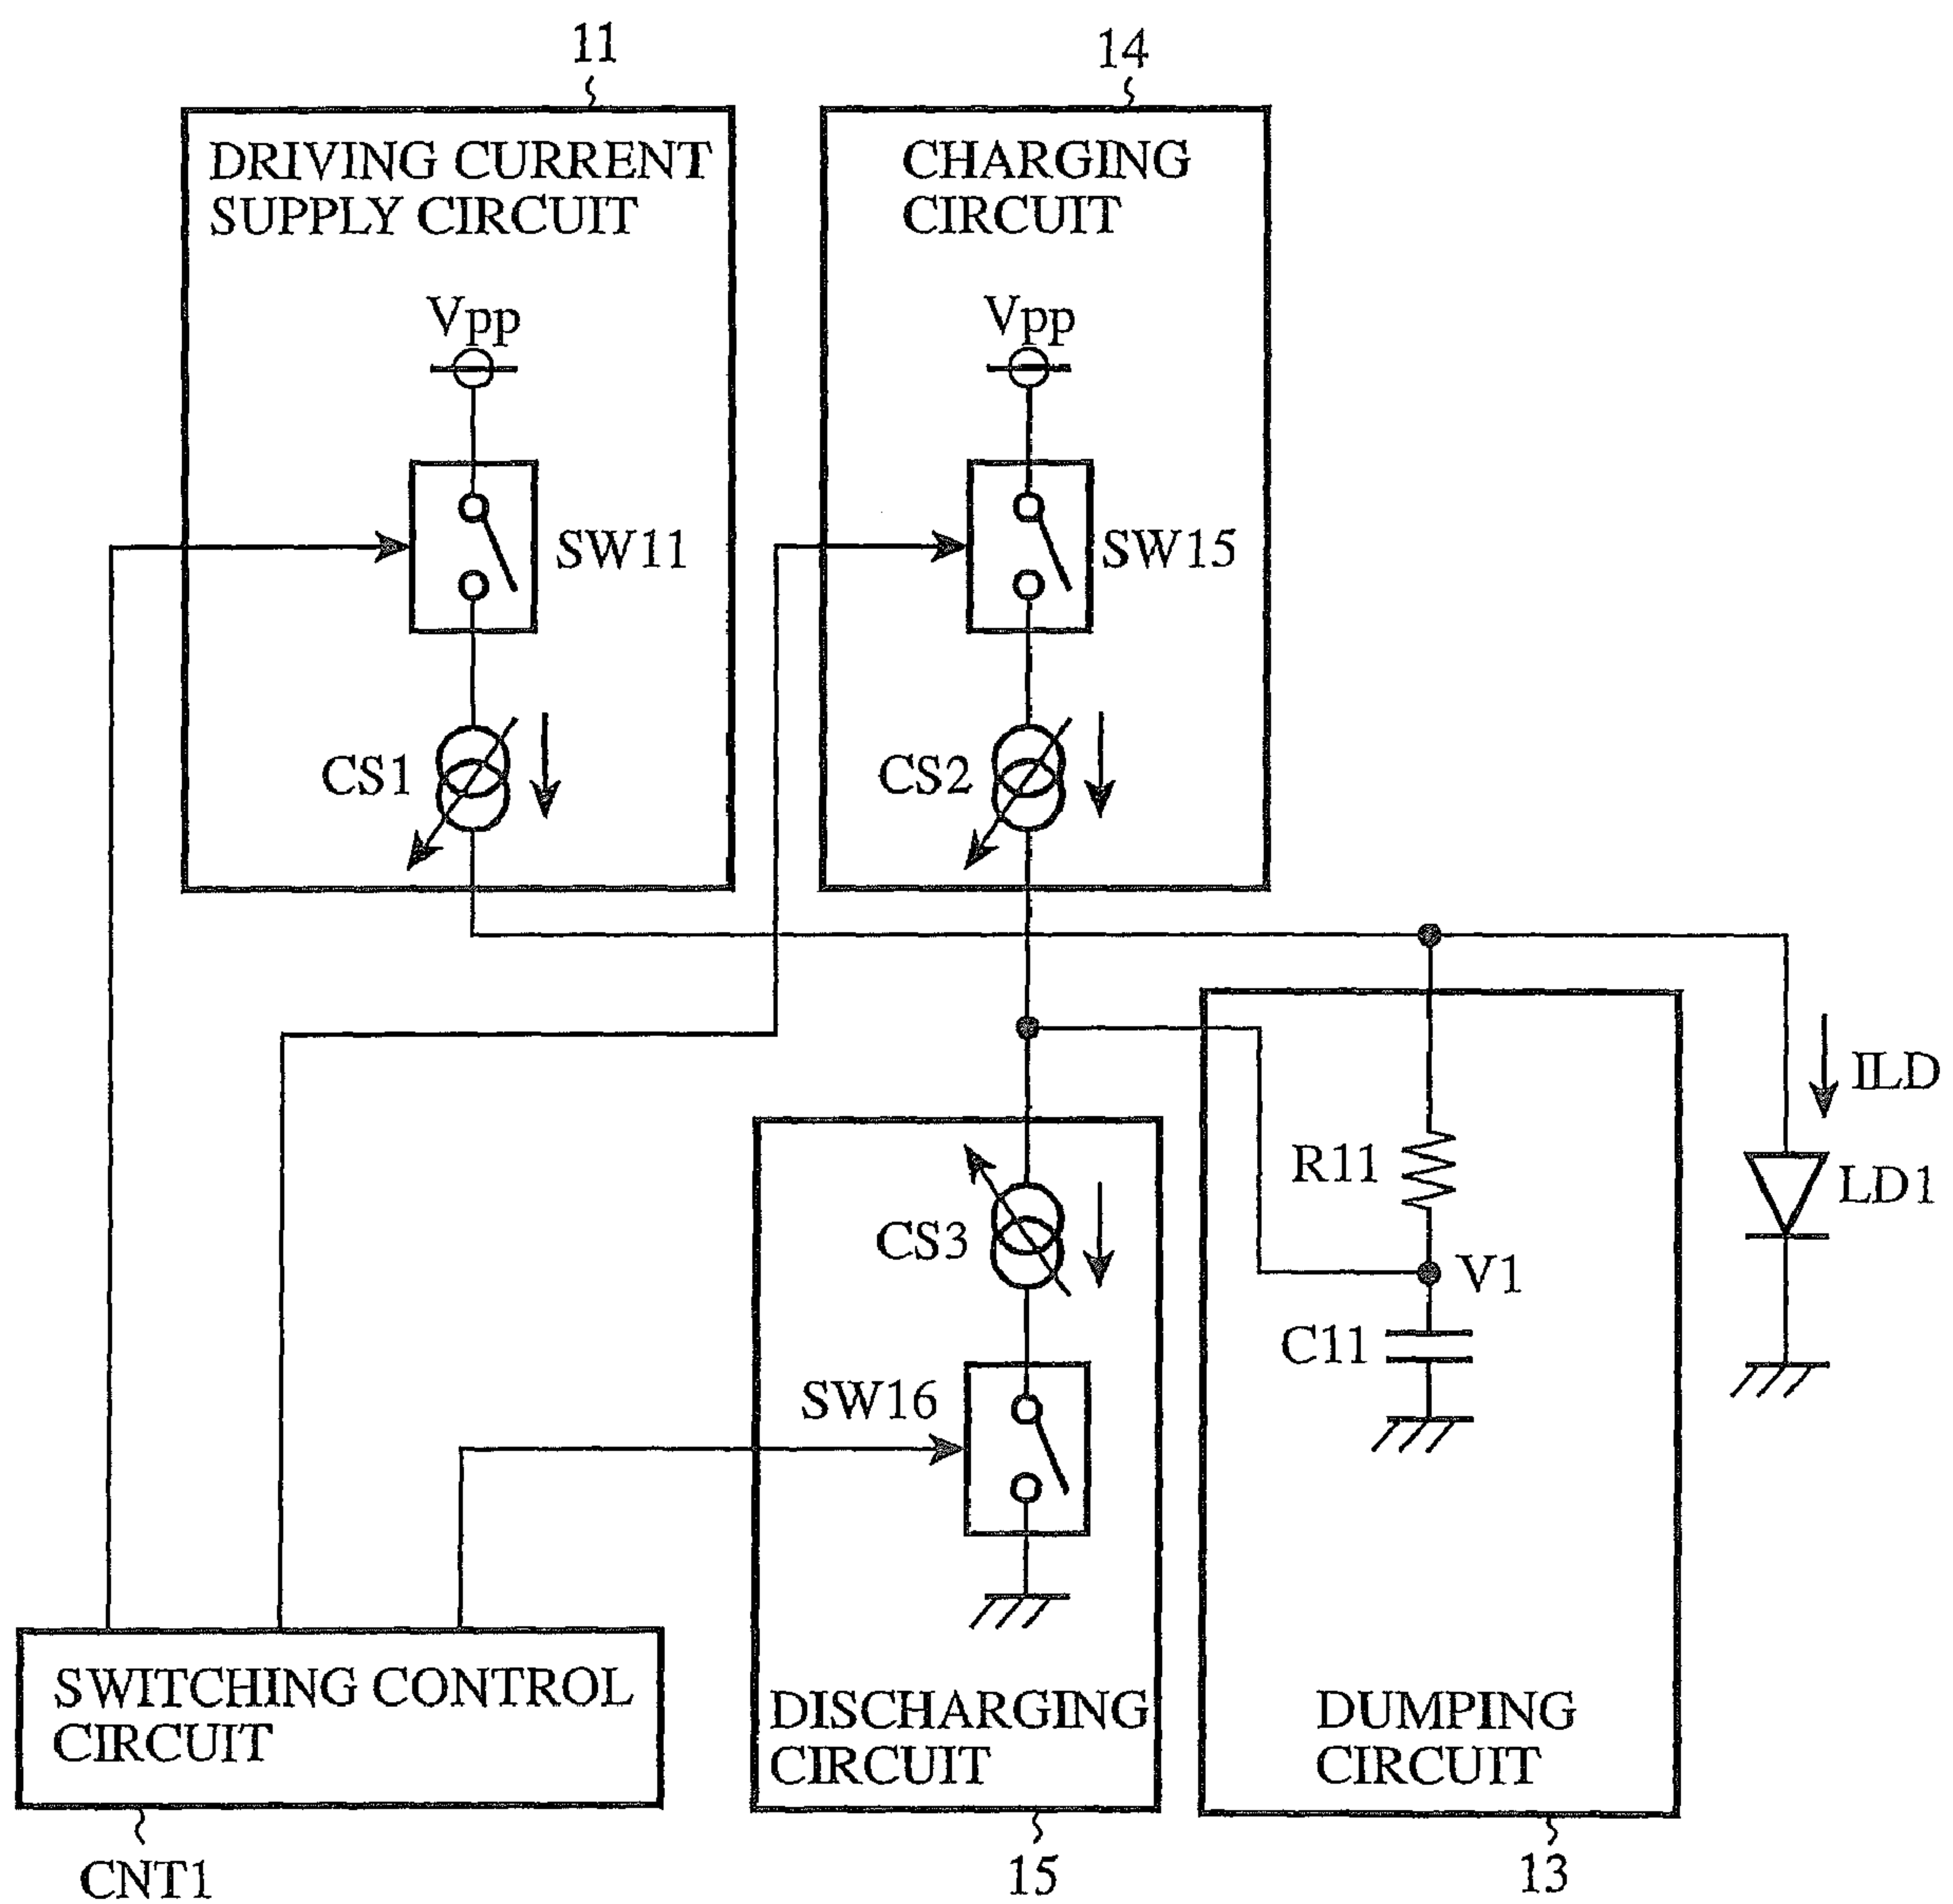 11
14
DRIVING CURRENT
SUPPLY CIRCUIT
CHARGING
CIRCUIT
Vpp
Vpp
SW11
SW15
CS1
CS2
ILD
R11
LD1
CS3
V1
C11
SW16
SWITCHING CONTROL
CIRCUIT
DISCHARGING
CIRCUIT
DUMPING
CIRCUIT
CNT1
15
13